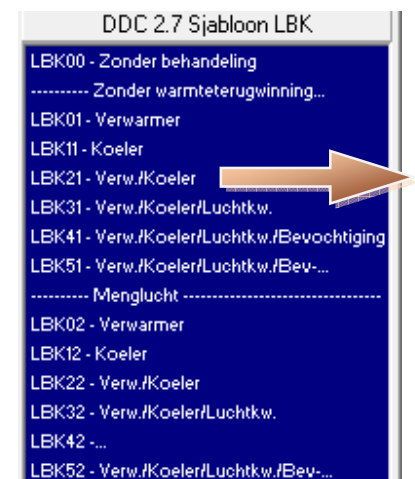 DDC 2.7 Sjabloon LBK
LBK00 - Zonder behandeling
---------- Zonder warmteterugwinning...
LBK01 - Verwarmer
LBK11 - Koeler
LBK21 - Verw./Koeler
LBK31 - Verw./Koeler/Luchtkw.
LBK41 - Verw./Koeler/Luchtkw./Bevochtiging
LBK51 - Verw./Koeler/Luchtkw./Bev-...
---------- Menglucht ----------------------------------
LBK02 - Verwarmer
LBK12 - Koeler
LBK22 - Verw./Koeler
LBK32 - Verw./Koeler/Luchtkw.
LBK42 -...
LBK52 - Verw./Koeler/Luchtkw./Bev-...